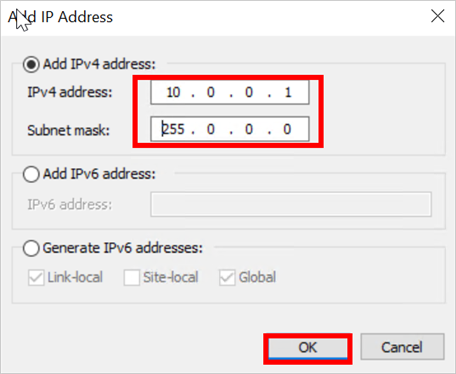 Add IP Address
Add IPv4 address:
IPv4 address: 10 . 0 . 0 . 1
Subnet mask: 255 . 0 . 0 . 0
Add IPv6 address:
IPv6 address:
Generate IPv6 addresses:
Link-local Site-local Global
OK Cancel